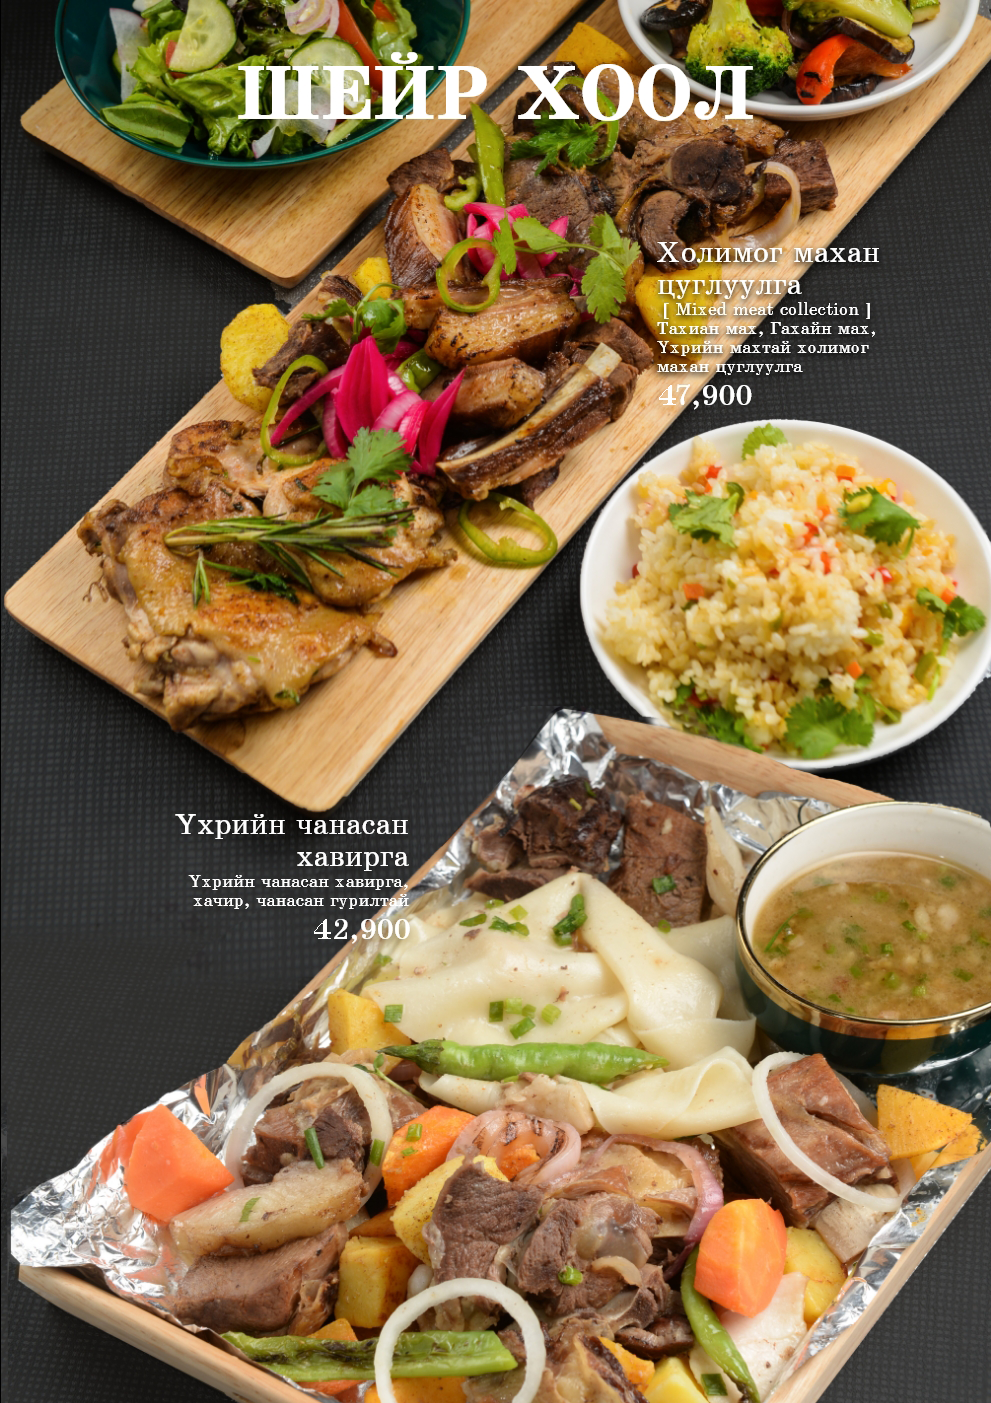 ШЕЙР ХООЛ
Холимог махан
цуглуулга
[ Mixed meat collection ]
Тахиан мах, Гахайн мах,
Үхрийн махтай холимог
махан цуглуулга
47,900
Үхрийн чанасан
хавирга
Үхрийн чанасан хавирга,
хачир, чанасан гурилтай
42,900